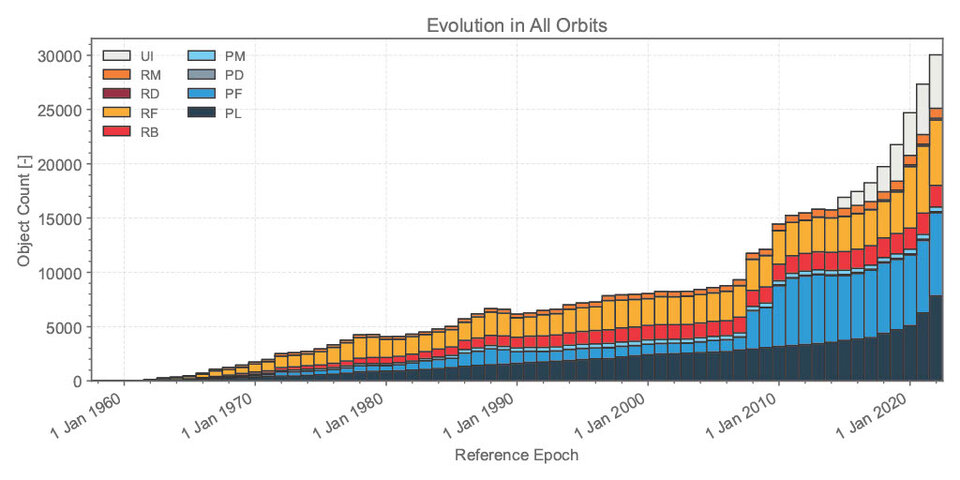 Evolution in All Orbits
30000
25000
20000
15000
10000
5000
0
Object Count [-]
UI
RM
RD
RF
RB
PM
PD
PF
PL
1 Jan 1960
1 Jan 1970
1 Jan 1980
1 Jan 1990
1 Jan 2000
1 Jan 2010
1 Jan 2020
Reference Epoch